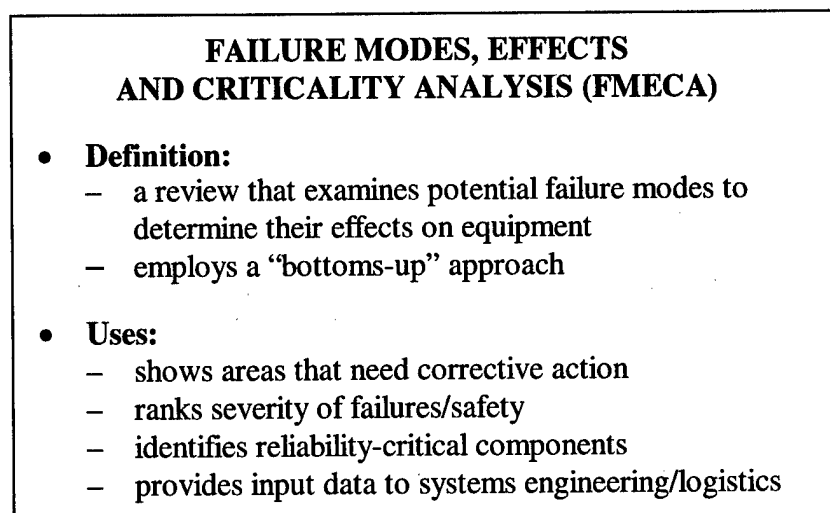 FAILURE MODES, EFFECTS
AND CRITICALITY ANALYSIS (FMECA)
• Definition:
– a review that examines potential failure modes to
determine their effects on equipment
– employs a “bottoms-up” approach
• Uses:
– shows areas that need corrective action
– ranks severity of failures/safety
– identifies reliability-critical components
– provides input data to systems engineering/logistics